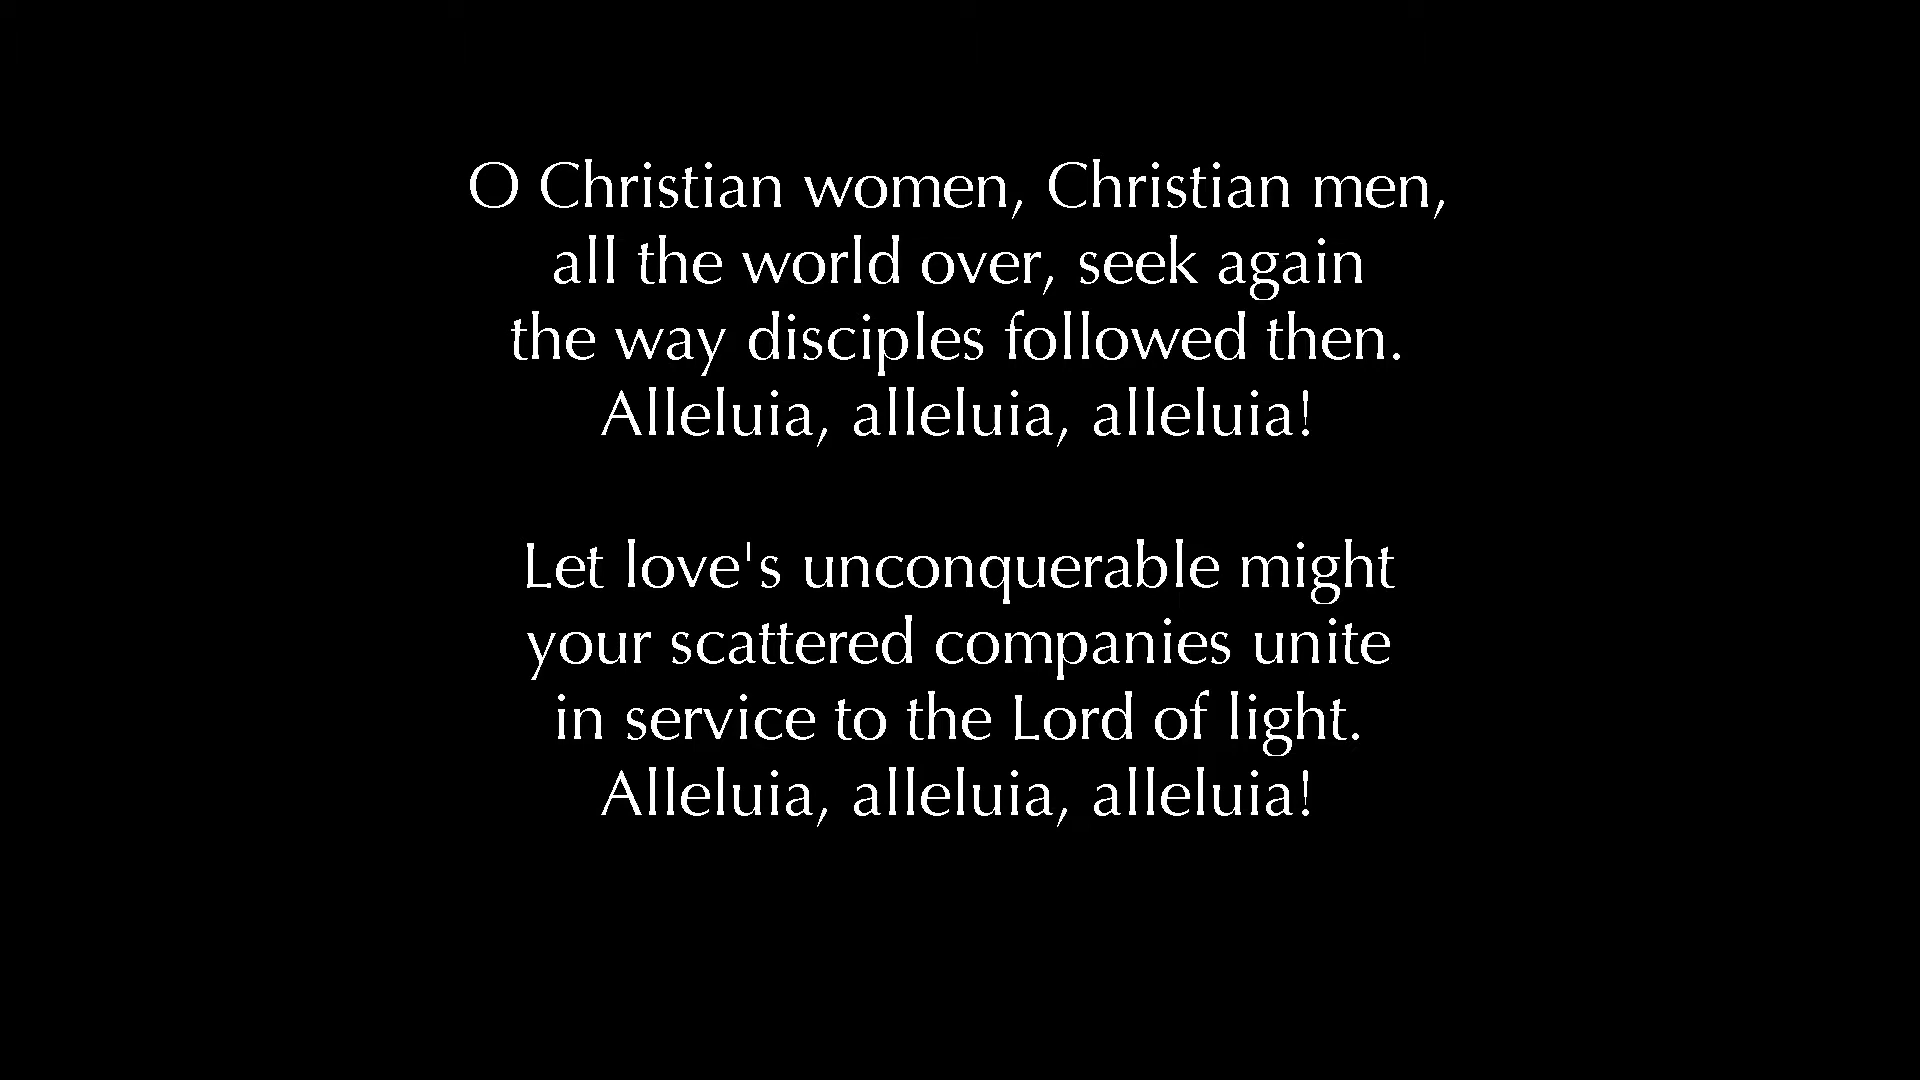 O Christian women, Christian men,
all the world over, seek again
the way disciples followed then.
Alleluia, alleluia, alleluia!
Let love's unconquerable might
your scattered companies unite
in service to the Lord of light.
Alleluia, alleluia, alleluia!